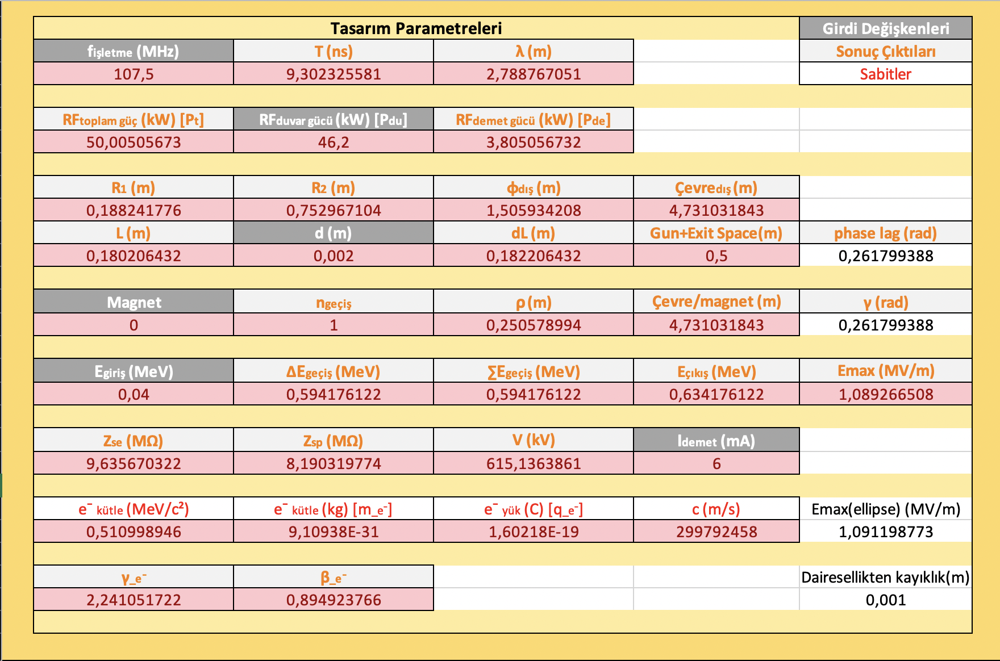 Tasarım Parametreleri Girdi Değişkenleri
fişletme (MHz) T (ns) λ (m) Sonuç Çıktıları
107,5 9,302325581 2,788767051 Sabitler
RFtoplam güç (kW) [Pt] RFduvar gücü (kW) [Pdu] RFdemet gücü (kW) [Pde]
50,00505673 46,2 3,805056732
R1 (m) R2 (m) ϕdış (m) Çevredış (m)
0,188241776 0,752967104 1,505934208 4,731031843
L (m) d (m) dL (m) Gun+Exit Space(m) phase lag (rad)
0,180206432 0,002 0,182206432 0,5 0,261799388
Magnet ngeçiş ρ (m) Çevre/magnet (m) γ (rad)
0 1 0,250578994 4,731031843 0,261799388
Egiriş (MeV) ΔEgeçiş (MeV) ∑Egeçiş (MeV) Eçıkış (MeV) Emax (MV/m)
0,04 0,594176122 0,594176122 0,634176122 1,089266508
Zse (MΩ) Zsp (MΩ) V (kV) Idemet (mA)
9,635670322 8,190319774 615,1363861 6
e⁻ kütle (MeV/c²) e⁻ kütle (kg) [m_e⁻] e⁻ yük (C) [q_e⁻] c (m/s) Emax(ellipse) (MV/m)
0,510998946 9,10938E-31 1,60218E-19 299792458 1,091198773
γ_e⁻ β_e⁻ Dairesellikten kayıklık(m)
2,241051722 0,894923766 0,001